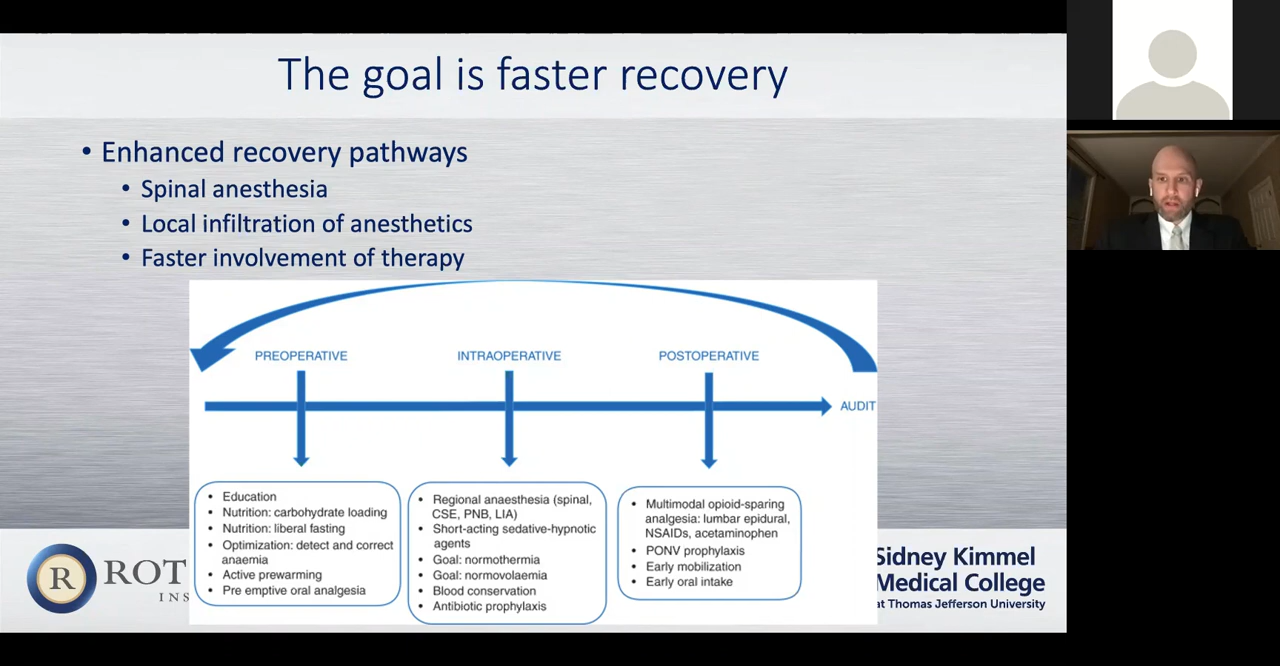 The goal is faster recovery
• Enhanced recovery pathways
• Spinal anesthesia
• Local infiltration of anesthetics
• Faster involvement of therapy
PREOPERATIVE
INTRAOPERATIVE
POSTOPERATIVE
AUDIT
• Education
• Nutrition: carbohydrate loading
• Nutrition: liberal fasting
• Optimization: detect and correct
anaemia
• Active prewarming
• Pre emptive oral analgesia
• Regional anaesthesia (spinal,
CSE, PNB, LIA)
• Short-acting sedative-hypnotic
agents
• Goal: normothermia
• Goal: normovolaemia
• Blood conservation
• Antibiotic prophylaxis
• Multimodal opioid-sparing
analgesia: lumbar epidural,
NSAIDs, acetaminophen
• PONV prophylaxis
• Early mobilization
• Early oral intake
R
ROT
INS
Sidney Kimmel
Medical College
at Thomas Jefferson University